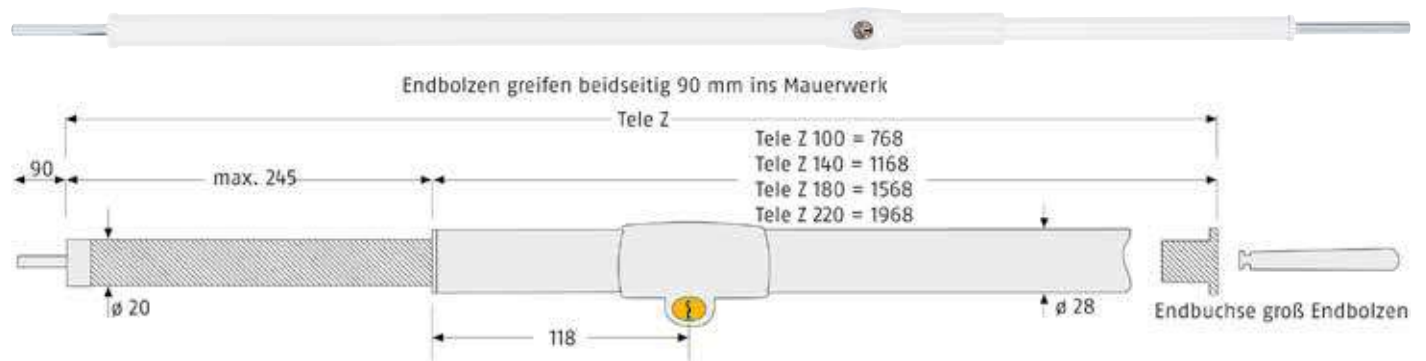 Endbolzen greifen beidseitig 90 mm ins Mauerwerk
Tele Z
Tele Z 100 = 768
Tele Z 140 = 1168
Tele Z 180 = 1568
Tele Z 220 = 1968
90
max. 245
ø 20
118
ø 28
Endbuchse groß Endbolzen